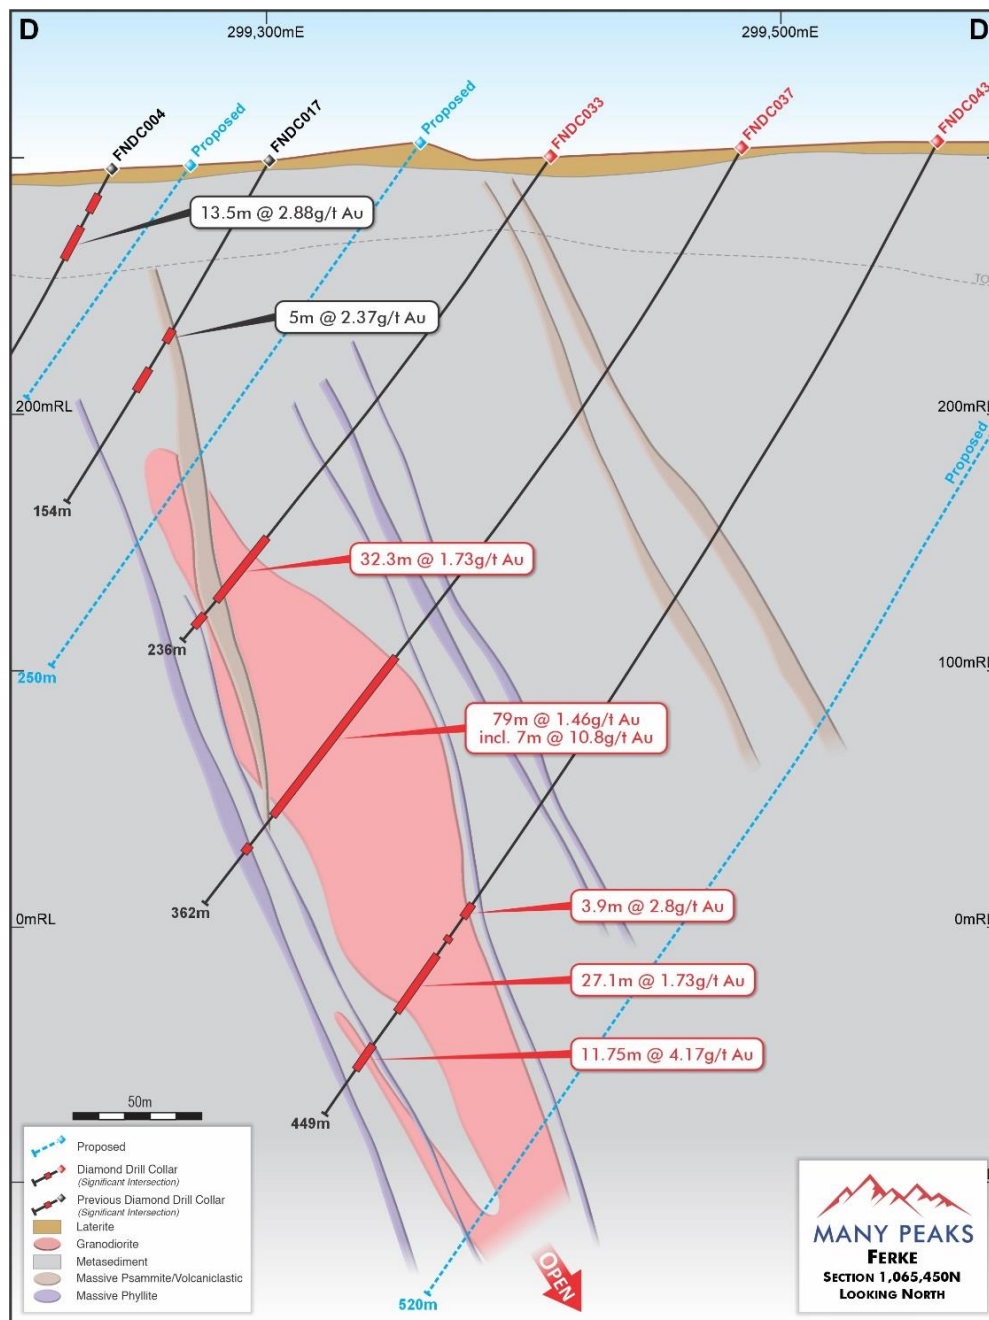 D
299,300mE
299,500mE
D
FNDC004
Proposed
FNDC017
Proposed
FNDC033
FNDC037
FNDC043
13.5m @ 2.88g/t Au
5m @ 2.37g/t Au
200mRL
200mRL
Proposed
154m
32.3m @ 1.73g/t Au
236m
250m
100mRL
79m @ 1.46g/t Au
incl. 7m @ 10.8g/t Au
362m
0mRL
3.9m @ 2.8g/t Au
0mRL
27.1m @ 1.73g/t Au
11.75m @ 4.17g/t Au
50m
449m
Proposed
Diamond Drill Collar
(Significant Intersection)
Previous Diamond Drill Collar
(Significant Intersection)
Laterite
Granodiorite
Metasediment
Massive Psammite/Volcaniclastic
Massive Phyllite
OPEN
520m
MANY PEAKS
FERKE
SECTION 1,065,450N
LOOKING NORTH